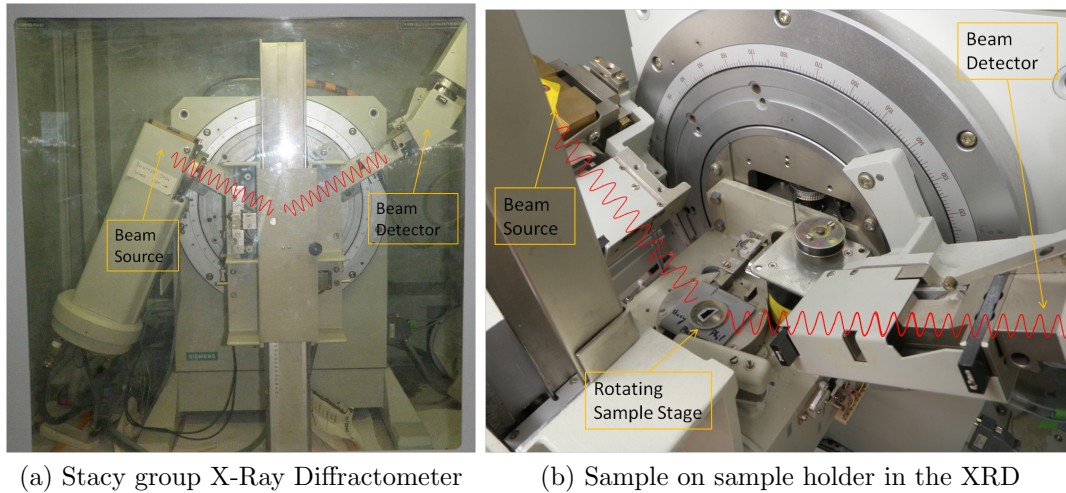 Beam
Source
Beam
Detector
SIEMENS
Beam
Detector
Beam
Source
Rotating
Sample Stage
(a) Stacy group X-Ray Diffractometer
(b) Sample on sample holder in the XRD